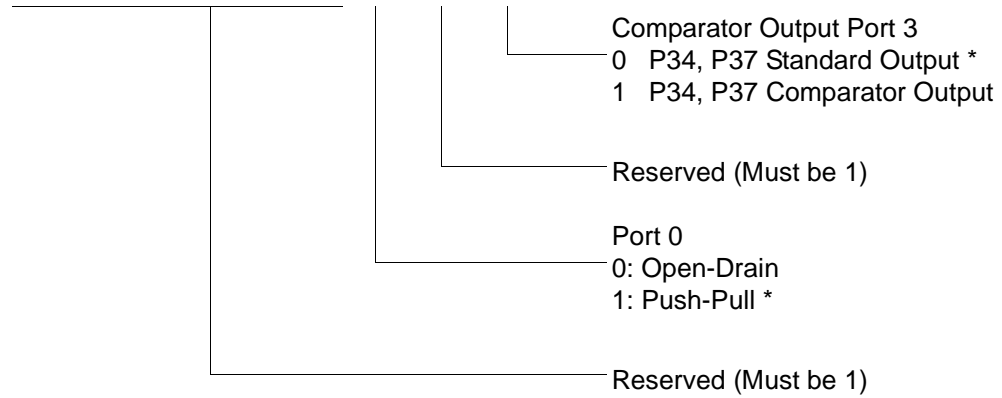 Comparator Output Port 3
0 P34, P37 Standard Output *
1 P34, P37 Comparator Output
Reserved (Must be 1)
Port 0
0: Open-Drain
1: Push-Pull *
Reserved (Must be 1)